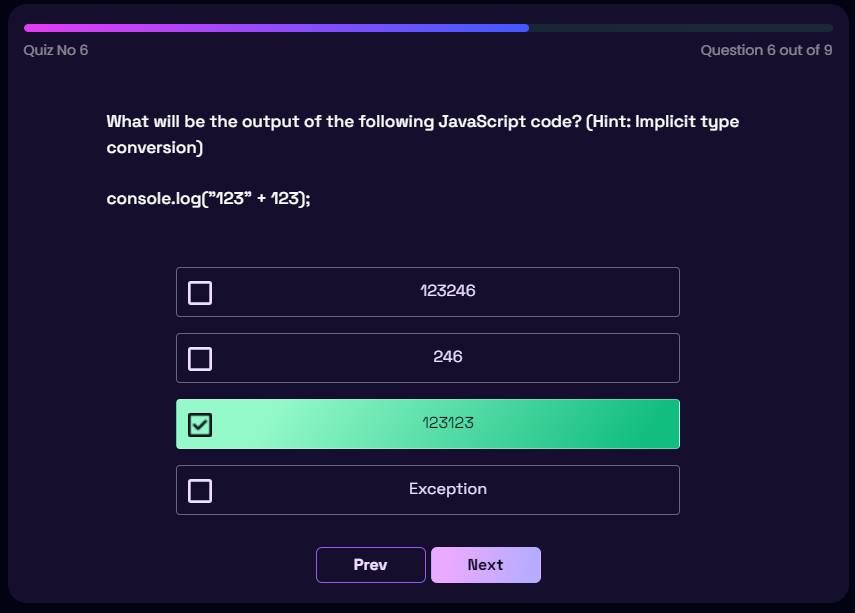 Quiz No 6
Question 6 out of 9
What will be the output of the following JavaScript code? (Hint: Implicit type
conversion)
console.log("123" + 123);
123246
246
123123
Exception
Prev
Next